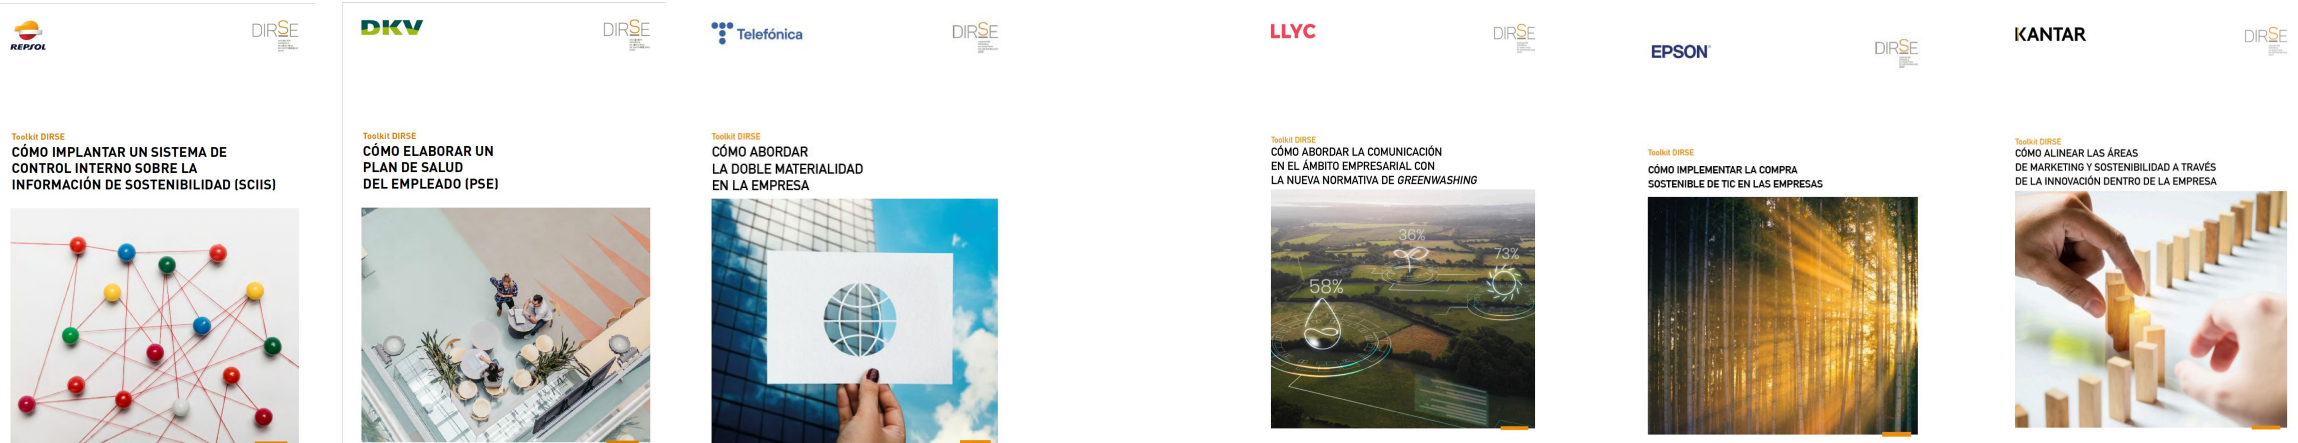 REPSOL
DIRSE
Toolkit DIRSE
CÓMO IMPLANTAR UN SISTEMA DE
CONTROL INTERNO SOBRE LA
INFORMACIÓN DE SOSTENIBILIDAD (SCIIS)
DKV
DIRSE
Toolkit DIRSE
CÓMO ELABORAR UN
PLAN DE SALUD
DEL EMPLEADO (PSE)
Telefónica
DIRSE
Toolkit DIRSE
CÓMO ABORDAR
LA DOBLE MATERIALIDAD
EN LA EMPRESA
LLYC
DIRSE
Toolkit DIRSE
CÓMO ABORDAR LA COMUNICACIÓN
EN EL ÁMBITO EMPRESARIAL CON
LA NUEVA NORMATIVA DE GREENWASHING
36%
73%
58%
EPSON
DIRSE
Toolkit DIRSE
CÓMO IMPLEMENTAR LA COMPRA
SOSTENIBLE DE TIC EN LAS EMPRESAS
KANTAR
DIRSE
Toolkit DIRSE
CÓMO ALINEAR LAS ÁREAS
DE MARKETING Y SOSTENIBILIDAD A TRAVÉS
DE LA INNOVACIÓN DENTRO DE LA EMPRESA